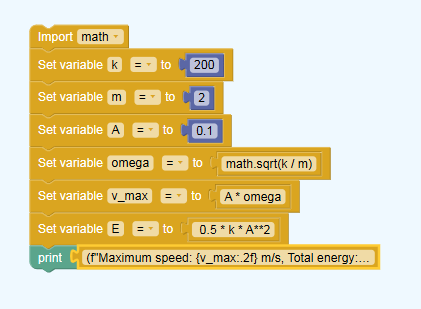 Import math
Set variable k = to 200
Set variable m = to 2
Set variable A = to 0.1
Set variable omega = to math.sqrt(k / m)
Set variable v_max = to A * omega
Set variable E = to 0.5 * k * A**2
print (f"Maximum speed: {v_max:.2f} m/s, Total energy:...